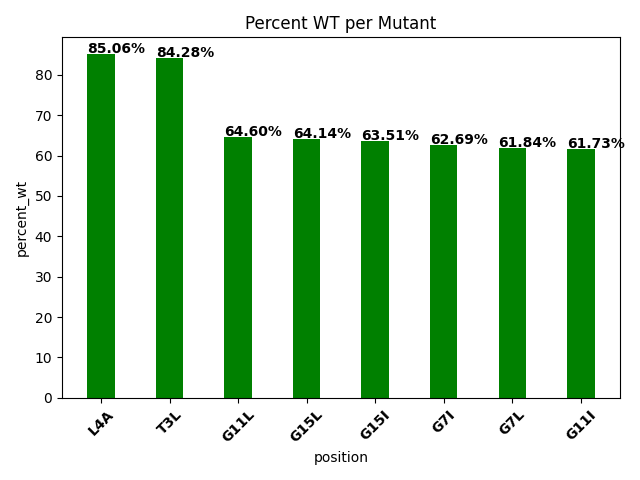 Percent WT per Mutant
85.06%
84.28%
64.60%
64.14%
63.51%
62.69%
61.84%
61.73%
percent_wt
80
70
60
50
40
30
20
10
0
L4A
T3L
G11L
G15L
G15I
G7I
G7L
G11I
position